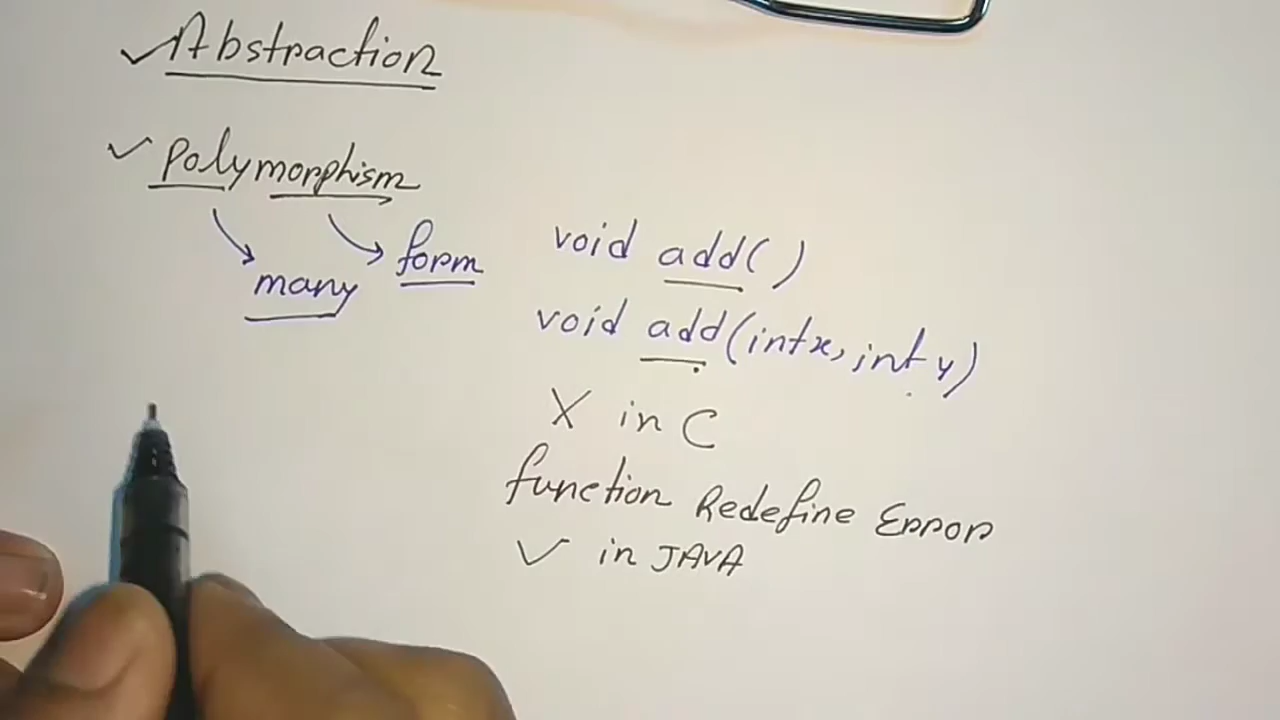 ✓ Abstraction
✓ Polymorphism
many form
void add( )
void add(int x, int y)
X in C
function Redefine Error
✓ in JAVA